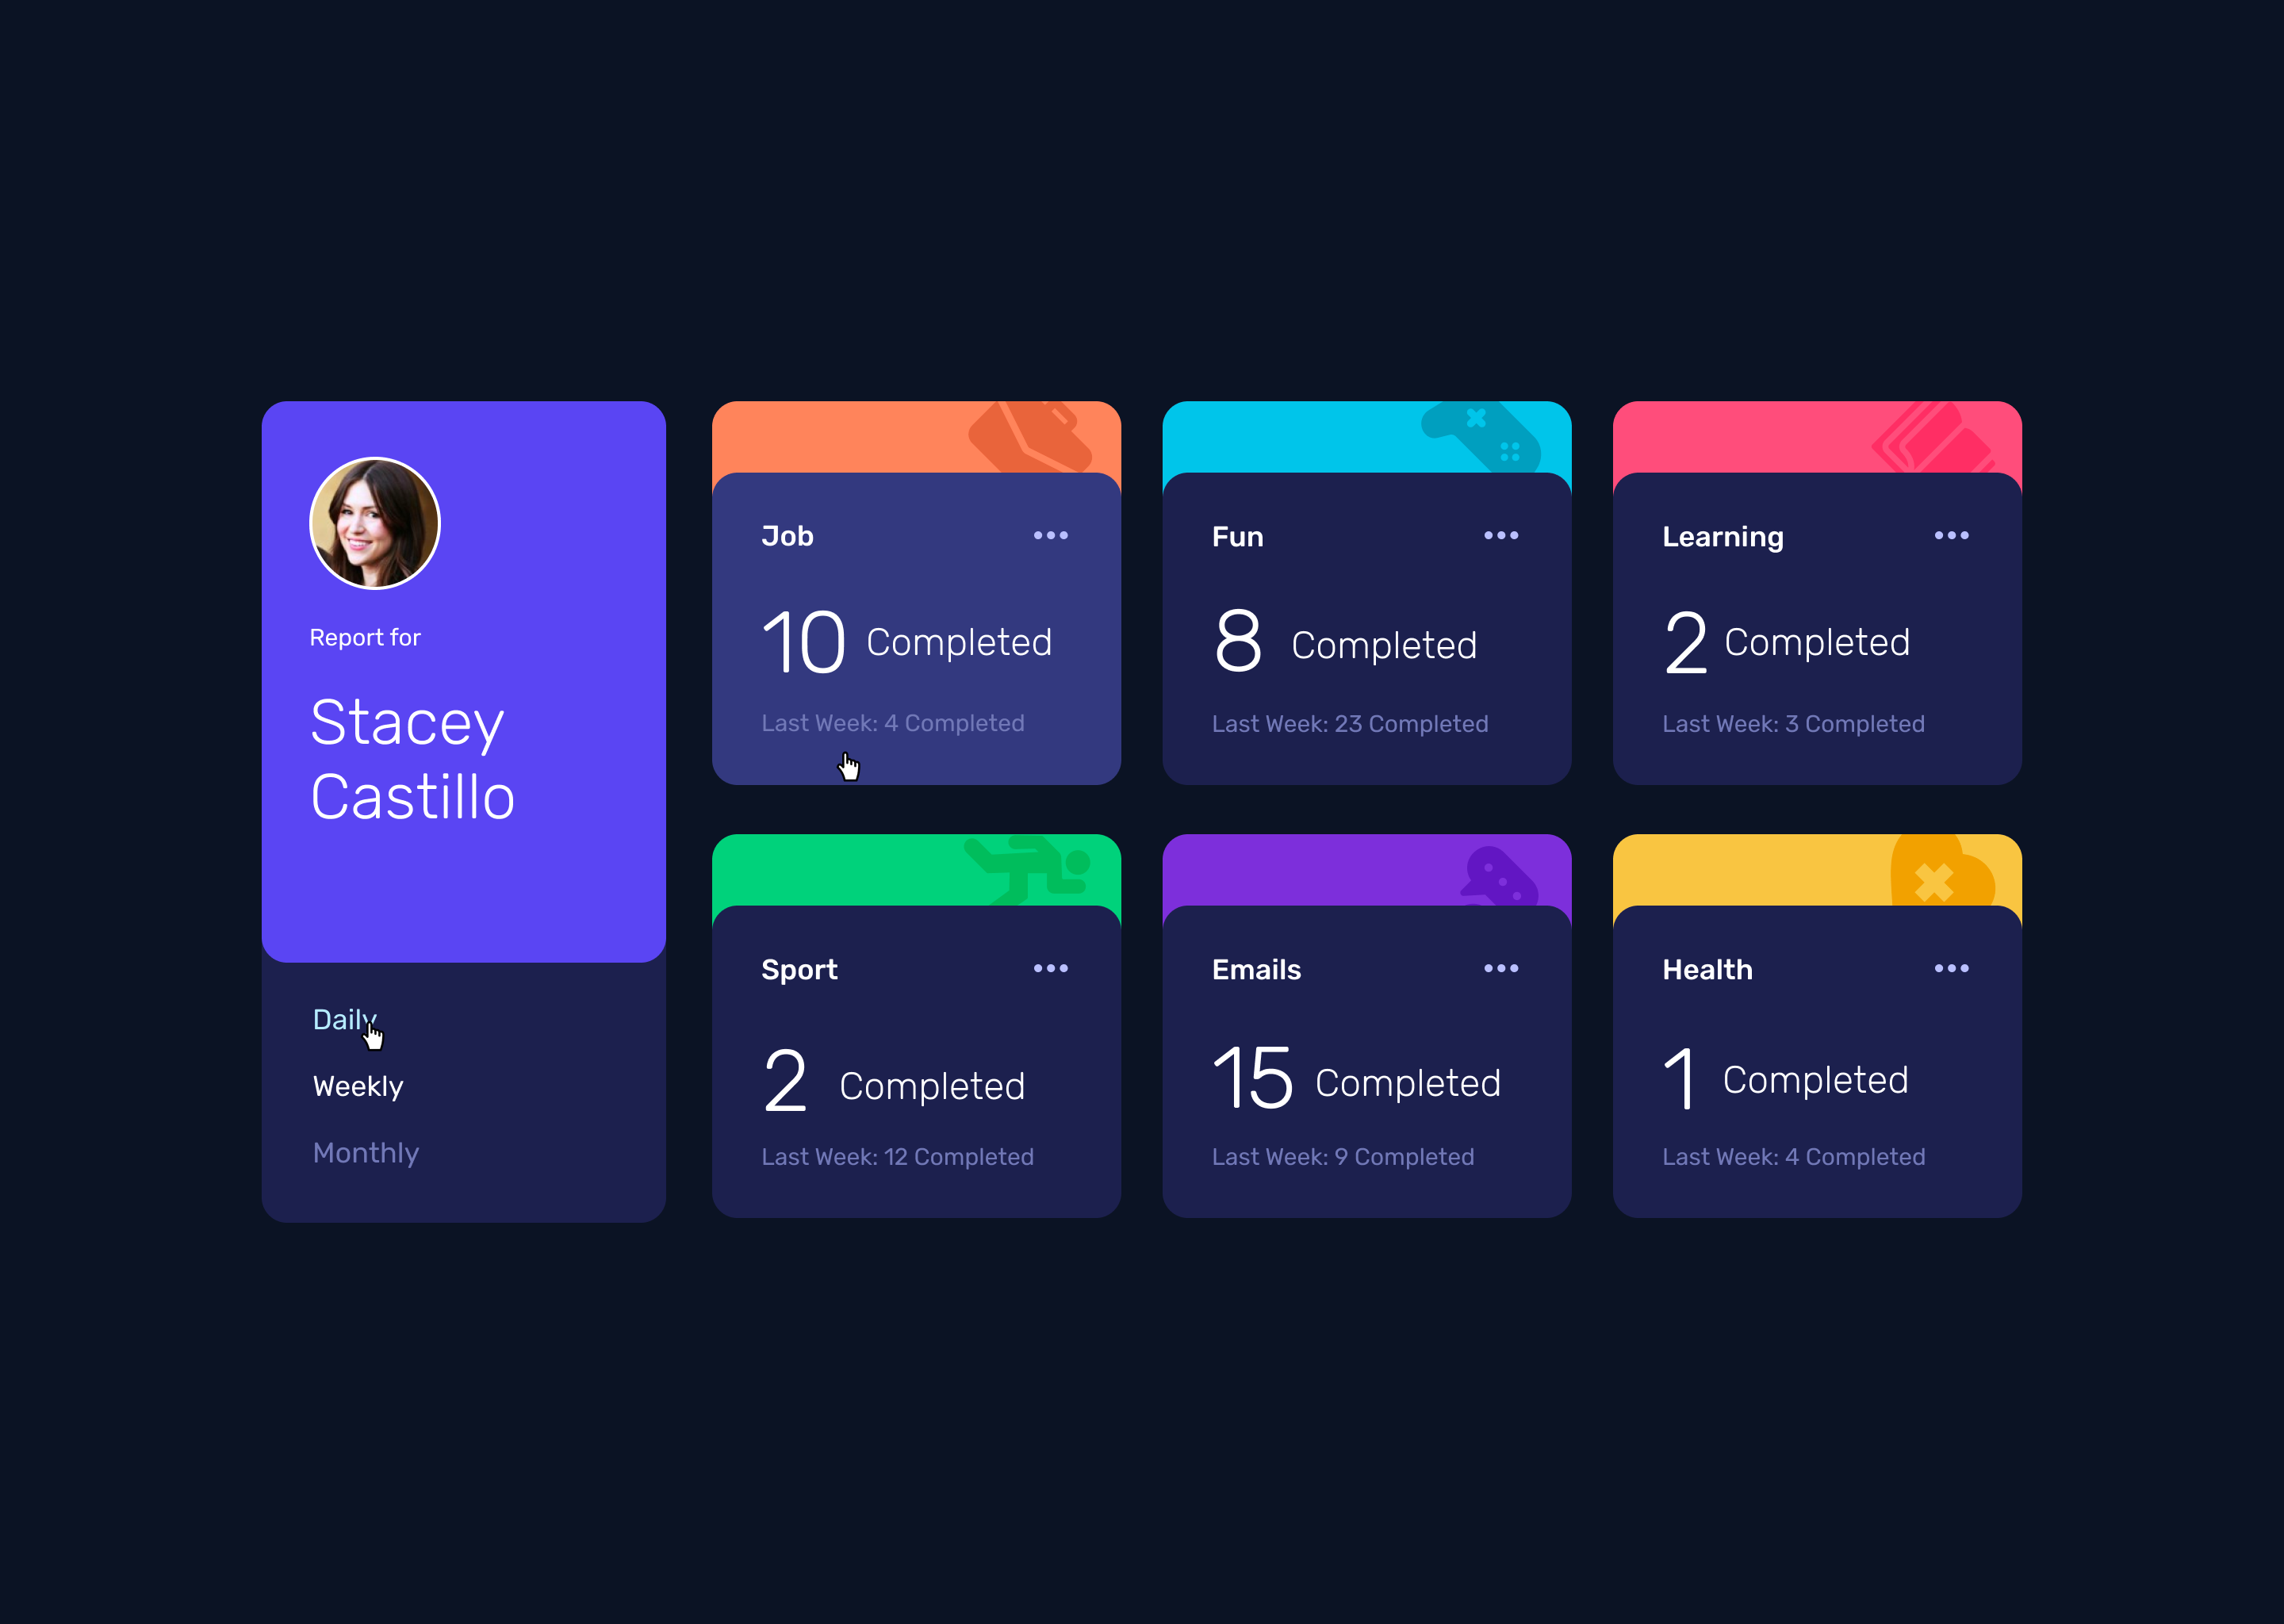 Report for
Stacey
Castillo
Daily
Weekly
Monthly
Job
10 Completed
Last Week: 4 Completed
Fun
8 Completed
Last Week: 23 Completed
Learning
2 Completed
Last Week: 3 Completed
Sport
2 Completed
Last Week: 12 Completed
Emails
15 Completed
Last Week: 9 Completed
Health
1 Completed
Last Week: 4 Completed